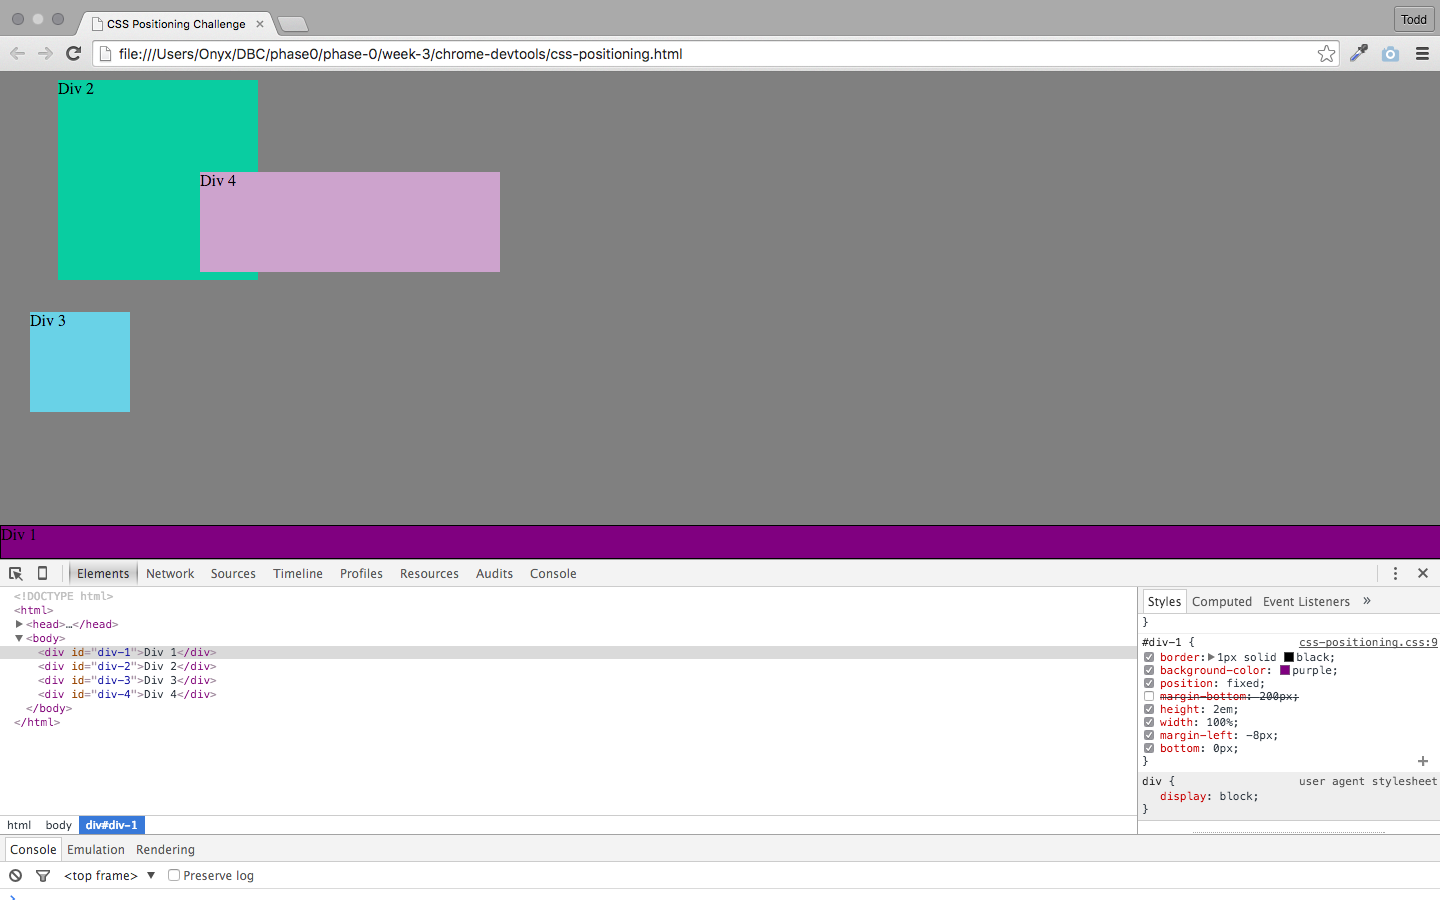 CSS Positioning Challenge
Todd
file:///Users/Onyx/DBC/phase0/phase-0/week-3/chrome-devtools/css-positioning.html
Div 2
Div 4
Div 3
Div 1
Elements Network Sources Timeline Profiles Resources Audits Console
<!DOCTYPE html>
<html>
<head>…</head>
<body>
<div id="div-1">Div 1</div>
<div id="div-2">Div 2</div>
<div id="div-3">Div 3</div>
<div id="div-4">Div 4</div>
</body>
</html>
html body div#div-1
Styles Computed Event Listeners »
}
#div-1 { css-positioning.css:9
border: 1px solid black;
background-color: purple;
position: fixed;
margin-bottom: 200px;
height: 2em;
width: 100%;
margin-left: -8px;
bottom: 0px;
}
div { user agent stylesheet
display: block;
}
Console Emulation Rendering
<top frame> ▼ Preserve log